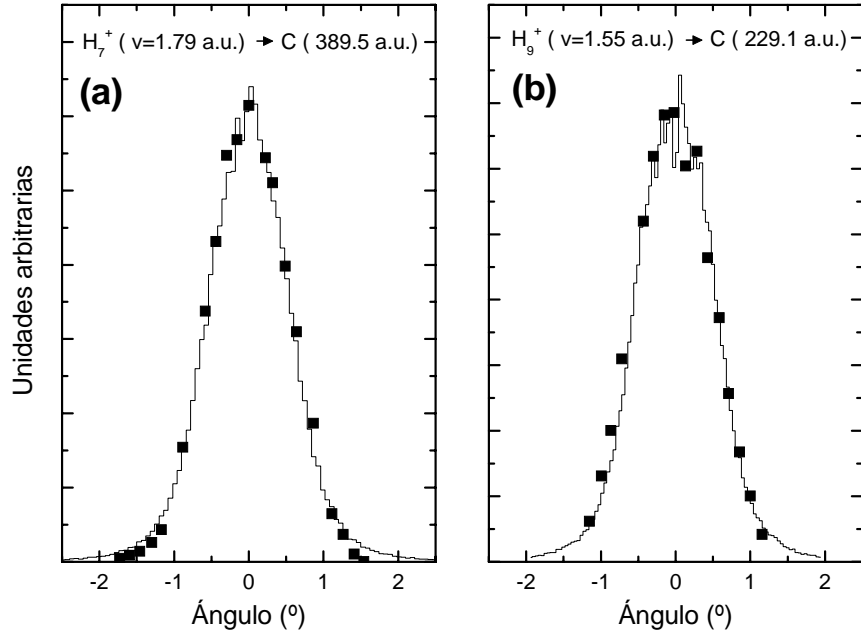 H7+ ( v=1.79 a.u.) → C ( 389.5 a.u.)
(a)
H9+ ( v=1.55 a.u.) → C ( 229.1 a.u.)
(b)
Unidades arbitrarias
-2 -1 0 1 2
Ángulo (º)
-2 -1 0 1 2
Ángulo (º)